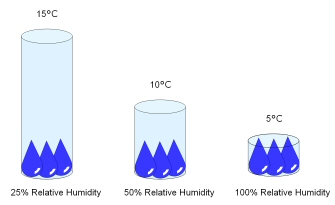 15°C
10°C
5°C
25% Relative Humidity
50% Relative Humidity
100% Relative Humidity